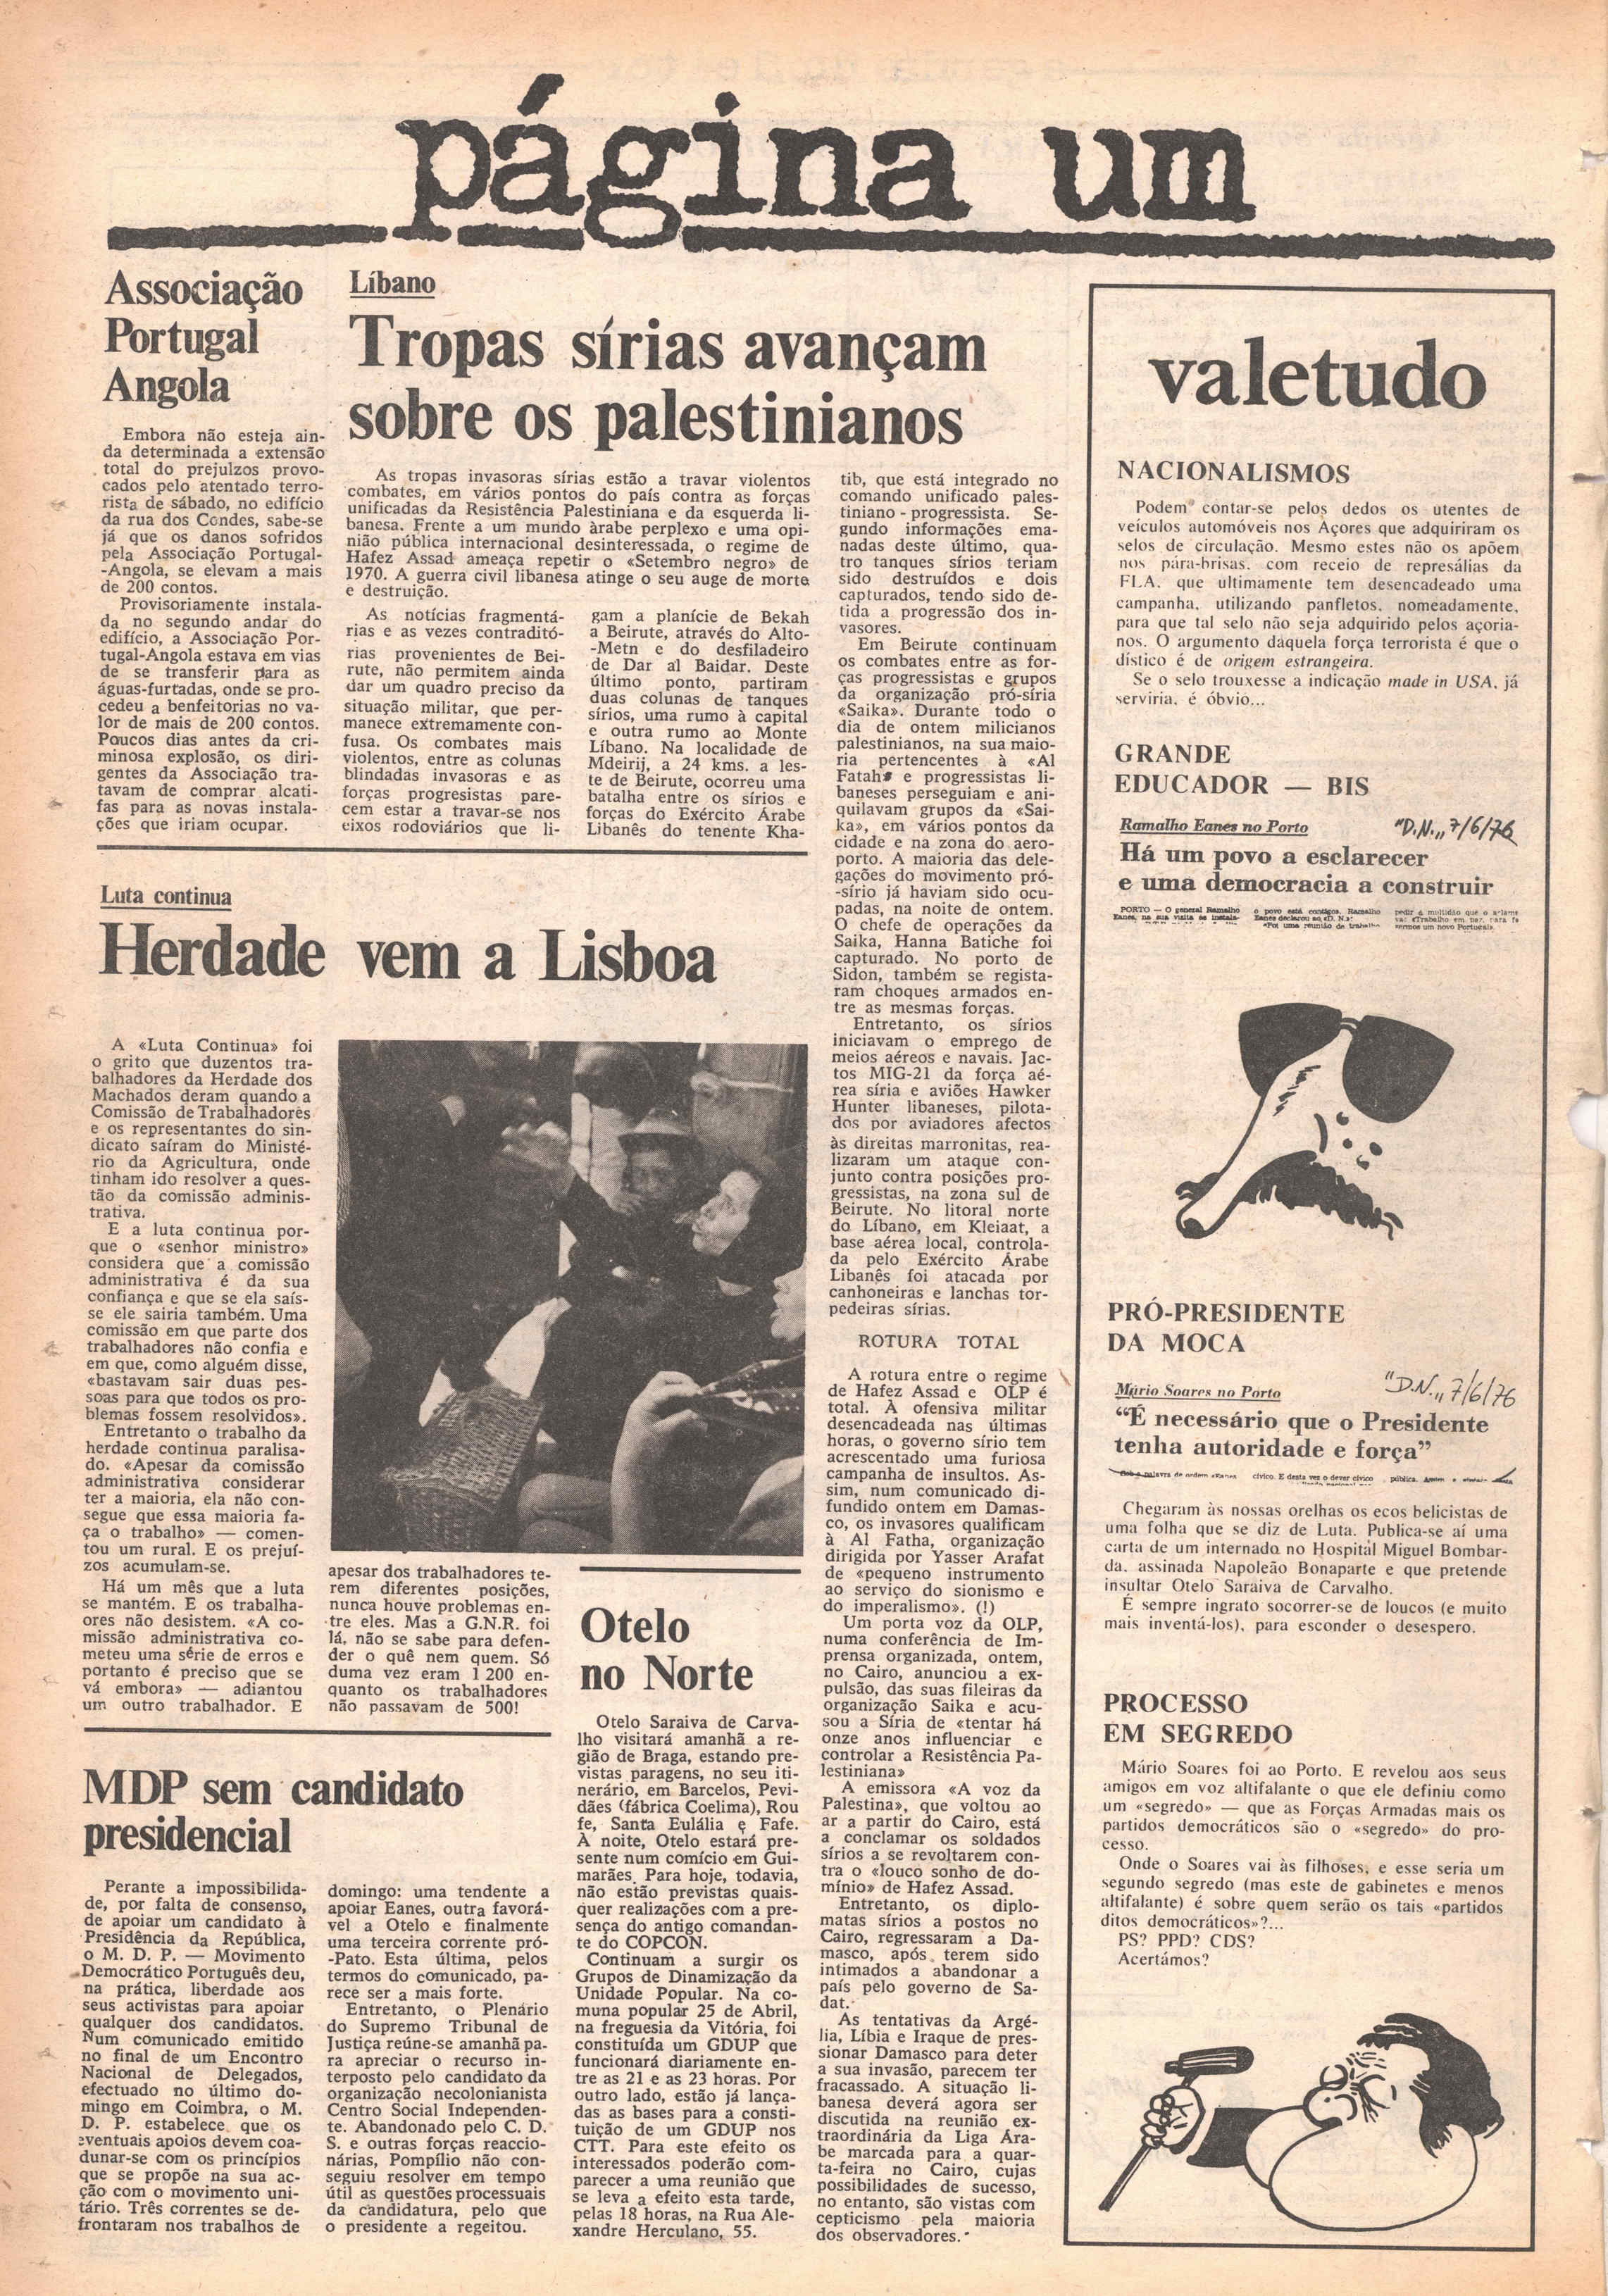 página um
Associação
Portugal
Angola
Embora não esteja ain-
da determinada a extensão
total do prejuízos provo-
cados pelo atentado terro-
rista de sábado, no edifício
da rua dos Condes, sabe-se
já que os danos sofridos
pela Associação Portugal-
-Angola, se elevam a mais
de 200 contos.
Provisoriamente instala-
da no segundo andar do
edifício, a Associação Por-
tugal-Angola estava em vias
de se transferir para as
águas-furtadas, onde se pro-
cedeu a benfeitorias no va-
lor de mais de 200 contos.
Poucos dias antes da cri-
minosa explosão, os diri-
gentes da Associação tra-
tavam de comprar alcati-
fas para as novas instala-
ções que iriam ocupar.
Líbano
Tropas sírias avançam
sobre os palestinianos
As tropas invasoras sírias estão a travar violentos
combates, em vários pontos do país contra as forças
unificadas da Resistência Palestiniana e da esquerda li-
banesa. Frente a um mundo àrabe perplexo e uma opi-
nião pública internacional desinteressada, o regime de
Hafez Assad ameaça repetir o «Setembro negro» de
1970. A guerra civil libanesa atinge o seu auge de morte
e destruição.
As notícias fragmentá-
rias e as vezes contraditó-
rias provenientes de Bei-
rute, não permitem ainda
dar um quadro preciso da
situação militar, que per-
manece extremamente con-
fusa. Os combates mais
violentos, entre as colunas
blindadas invasoras e as
forças progresistas pare-
cem estar a travar-se nos
eixos rodoviários que li-
gam a planície de Bekah
a Beirute, através do Alto-
-Metn e do desfiladeiro
de Dar al Baidar. Deste
último ponto, partiram
duas colunas de tanques
sírios, uma rumo à capital
e outra rumo ao Monte
Líbano. Na localidade de
Mdeirij, a 24 kms. a les-
te de Beirute, ocorreu uma
batalha entre os sírios e
forças do Exército Árabe
Libanês do tenente Kha-
tib, que está integrado no
comando unificado pales-
tiniano - progressista. Se-
gundo informações ema-
nadas deste último, qua-
tro tanques sírios teriam
sido destruídos e dois
capturados, tendo sido de-
tida a progressão dos in-
vasores.
Em Beirute continuam
os combates entre as for-
ças progressistas e grupos
da organização pró-síria
«Saika». Durante todo o
dia de ontem milicianos
palestinianos, na sua maio-
ria pertencentes à «Al
Fatah» e progressistas li-
baneses perseguiam e ani-
quilavam grupos da «Sai-
ka», em vários pontos da
cidade e na zona do aero-
porto. A maioria das dele-
gações do movimento pró-
-sírio já haviam sido ocu-
padas, na noite de ontem.
O chefe de operações da
Saika, Hanna Batiche foi
capturado. No porto de
Sidon, também se regista-
ram choques armados en-
tre as mesmas forças.
Entretanto, os sírios
iniciavam o emprego de
meios aéreos e navais. Jac-
tos MIG-21 da força aé-
rea síria e aviões Hawker
Hunter libaneses, pilota-
dos por aviadores afectos
às direitas marronitas, rea-
lizaram um ataque con-
junto contra posições pro-
gressistas, na zona sul de
Beirute. No litoral norte
do Líbano, em Kleiaat, a
base aérea local, controla-
da pelo Exército Árabe
Libanês foi atacada por
canhoneiras e lanchas tor-
pedeiras sírias.
ROTURA TOTAL
A rotura entre o regime
de Hafez Assad e OLP é
total. À ofensiva militar
desencadeada nas últimas
horas, o governo sírio tem
acrescentado uma furiosa
campanha de insultos. As-
sim, num comunicado di-
fundido ontem em Damas-
co, os invasores qualificam
à Al Fatha, organização
dirigida por Yasser Arafat
de «pequeno instrumento
ao serviço do sionismo e
do imperalismo». (!)
Um porta voz da OLP,
numa conferência de Im-
prensa organizada, ontem,
no Cairo, anunciou a ex-
pulsão, das suas fileiras da
organização Saika e acu-
sou a Síria de «tentar há
onze anos influenciar e
controlar a Resistência Pa-
lestiniana»
A emissora «A voz da
Palestina», que voltou ao
ar a partir do Cairo, está
a conclamar os soldados
sírios a se revoltarem con-
tra o «louco sonho de do-
mínio» de Hafez Assad.
Entretanto, os diplo-
matas sírios a postos no
Cairo, regressaram a Da-
masco, após terem sido
intimados a abandonar a
país pelo governo de Sa-
dat.
As tentativas da Argé-
lia, Líbia e Iraque de pres-
sionar Damasco para deter
a sua invasão, parecem ter
fracassado. A situação li-
banesa deverá agora ser
discutida na reunião ex-
traordinária da Liga Ára-
be marcada para a quar-
ta-feira no Cairo, cujas
possibilidades de sucesso,
no entanto, são vistas com
cepticismo pela maioria
dos observadores.
Luta continua
Herdade vem a Lisboa
A «Luta Continua» foi
o grito que duzentos tra-
balhadores da Herdade dos
Machados deram quando a
Comissão de Trabalhadores
e os representantes do sin-
dicato saíram do Ministé-
rio da Agricultura, onde
tinham ido resolver a ques-
tão da comissão adminis-
trativa.
E a luta continua por-
que o «senhor ministro»
considera que a comissão
administrativa é da sua
confiança e que se ela saís-
se ele sairia também. Uma
comissão em que parte dos
trabalhadores não confia e
em que, como alguém disse,
«bastavam sair duas pes-
soas para que todos os pro-
blemas fossem resolvidos».
Entretanto o trabalho da
herdade continua paralisa-
do. «Apesar da comissão
administrativa considerar
ter a maioria, ela não con-
segue que essa maioria fa-
ça o trabalho» — comen-
tou um rural. E os prejuí-
zos acumulam-se.
Há um mês que a luta
se mantém. E os trabalha-
ores não desistem. «A co-
missão administrativa co-
meteu uma série de erros e
portanto é preciso que se
vá embora» — adiantou
um outro trabalhador. E
apesar dos trabalhadores te-
rem diferentes posições,
nunca houve problemas en-
tre eles. Mas a G.N.R. foi
lá, não se sabe para defen-
der o quê nem quem. Só
duma vez eram 1 200 en-
quanto os trabalhadores
não passavam de 500!
MDP sem candidato
presidencial
Perante a impossibilida-
de, por falta de consenso,
de apoiar um candidato à
Presidência da República,
o M. D. P. — Movimento
Democrático Português deu,
na prática, liberdade aos
seus activistas para apoiar
qualquer dos candidatos.
Num comunicado emitido
no final de um Encontro
Nacional de Delegados,
efectuado no último do-
mingo em Coimbra, o M.
D. P. estabelece que os
eventuais apoios devem coa-
dunar-se com os princípios
que se propõe na sua ac-
ção com o movimento uni-
tário. Três correntes se de-
frontaram nos trabalhos de
domingo: uma tendente a
apoiar Eanes, outra favorá-
vel a Otelo e finalmente
uma terceira corrente pró-
-Pato. Esta última, pelos
termos do comunicado, pa-
rece ser a mais forte.
Entretanto, o Plenário
do Supremo Tribunal de
Justiça reúne-se amanhã pa-
ra apreciar o recurso in-
terposto pelo candidato da
organização necolonianista
Centro Social Independen-
te. Abandonado pelo C. D.
S. e outras forças reaccio-
nárias, Pompílio não con-
seguiu resolver em tempo
útil as questões processuais
da candidatura, pelo que
o presidente a regeitou.
Otelo
no Norte
Otelo Saraiva de Carva-
lho visitará amanhã a re-
gião de Braga, estando pre-
vistas paragens, no seu iti-
nerário, em Barcelos, Pevi-
dães (fábrica Coelima), Rou
fe, Santa Eulália e Fafe.
À noite, Otelo estará pre-
sente num comício em Gui-
marães. Para hoje, todavia,
não estão previstas quais-
quer realizações com a pre-
sença do antigo comandan-
te do COPCON.
Continuam a surgir os
Grupos de Dinamização da
Unidade Popular. Na co-
muna popular 25 de Abril,
na freguesia da Vitória, foi
constituída um GDUP que
funcionará diariamente en-
tre as 21 e as 23 horas. Por
outro lado, estão já lança-
das as bases para a consti-
tuição de um GDUP nos
CTT. Para este efeito os
interessados poderão com-
parecer a uma reunião que
se leva a efeito esta tarde,
pelas 18 horas, na Rua Ale-
xandre Herculano, 55.
valetudo
NACIONALISMOS
Podem contar-se pelos dedos os utentes de
veículos automóveis nos Açores que adquiriram os
selos de circulação. Mesmo estes não os apõem
nos pára-brisas. com receio de represálias da
FLA, que ultimamente tem desencadeado uma
campanha, utilizando panfletos, nomeadamente,
para que tal selo não seja adquirido pelos açoria-
nos. O argumento daquela força terrorista é que o
dístico é de origem estrangeira.
Se o selo trouxesse a indicação made in USA, já
serviria, é óbvio...
GRANDE
EDUCADOR — BIS
Ramalho Eanes no Porto
"D.N.,, 7/6/76
Há um povo a esclarecer
e uma democracia a construir
PORTO — O general Ramalho
Eanes, na sua visita se instala-
o povo está contágos. Ramalho
Eanes declarou ao «D. N.»:
«Foi uma reunião de trabalho
pedir à multidão que o aclama
PRÓ-PRESIDENTE
DA MOCA
Mário Soares no Porto
"D.N.,, 7/6/76
“É necessário que o Presidente
tenha autoridade e força”
palavra de ordem «Eanes
cívico. E desta vez o dever cívico
pública.
Chegaram às nossas orelhas os ecos belicistas de
uma folha que se diz de Luta. Publica-se aí uma
carta de um internado no Hospital Miguel Bombar-
da, assinada Napoleão Bonaparte e que pretende
insultar Otelo Saraiva de Carvalho.
É sempre ingrato socorrer-se de loucos (e muito
mais inventá-los), para esconder o desespero.
PROCESSO
EM SEGREDO
Mário Soares foi ao Porto. E revelou aos seus
amigos em voz altifalante o que ele definiu como
um «segredo» — que as Forças Armadas mais os
partidos democráticos são o «segredo» do pro-
cesso.
Onde o Soares vai às filhoses, e esse seria um
segundo segredo (mas este de gabinetes e menos
altifalante) é sobre quem serão os tais «partidos
ditos democráticos»?...
PS? PPD? CDS?
Acertámos?